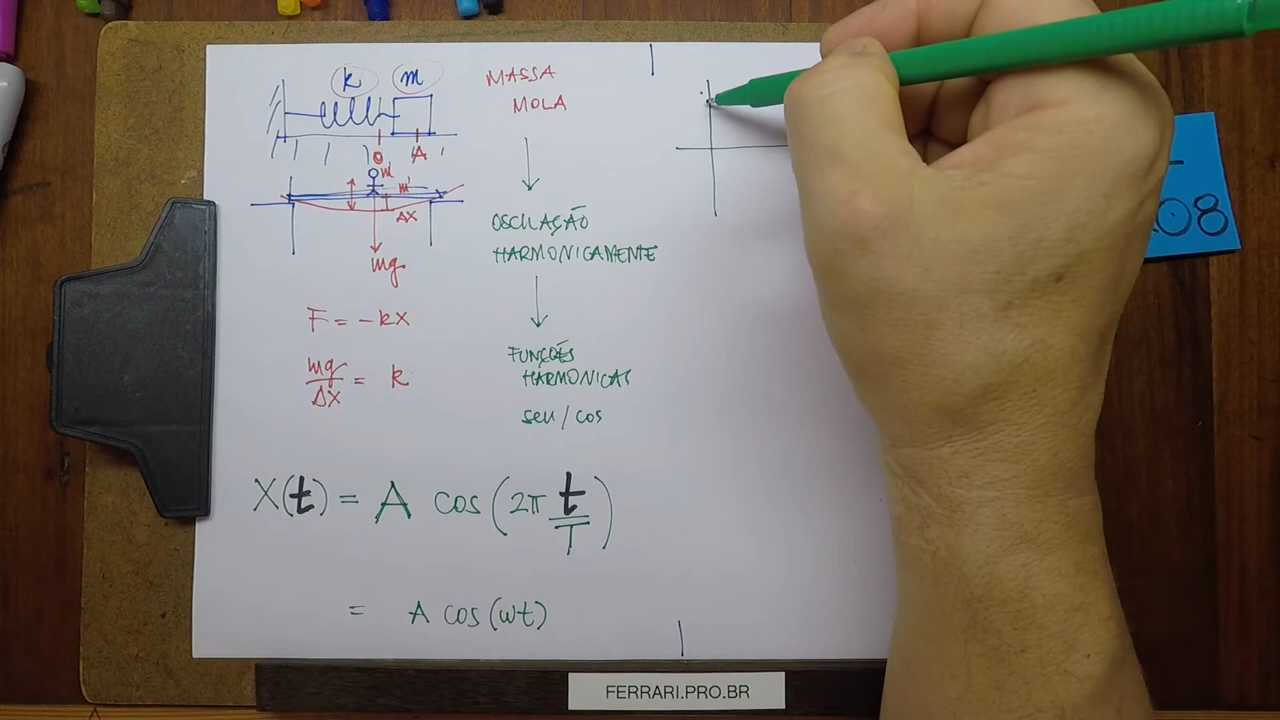 k m
O A
m
m
ΔX
mg
F = -kx
mg/ΔX = k
MASSA
MOLA
OSCILAÇÃO
HARMONICAMENTE
FUNÇÕES
HARMONICAS
sen/cos
X(t) = A cos(2π t/T)
= A cos(ωt)
08
FERRARI.PRO.BR